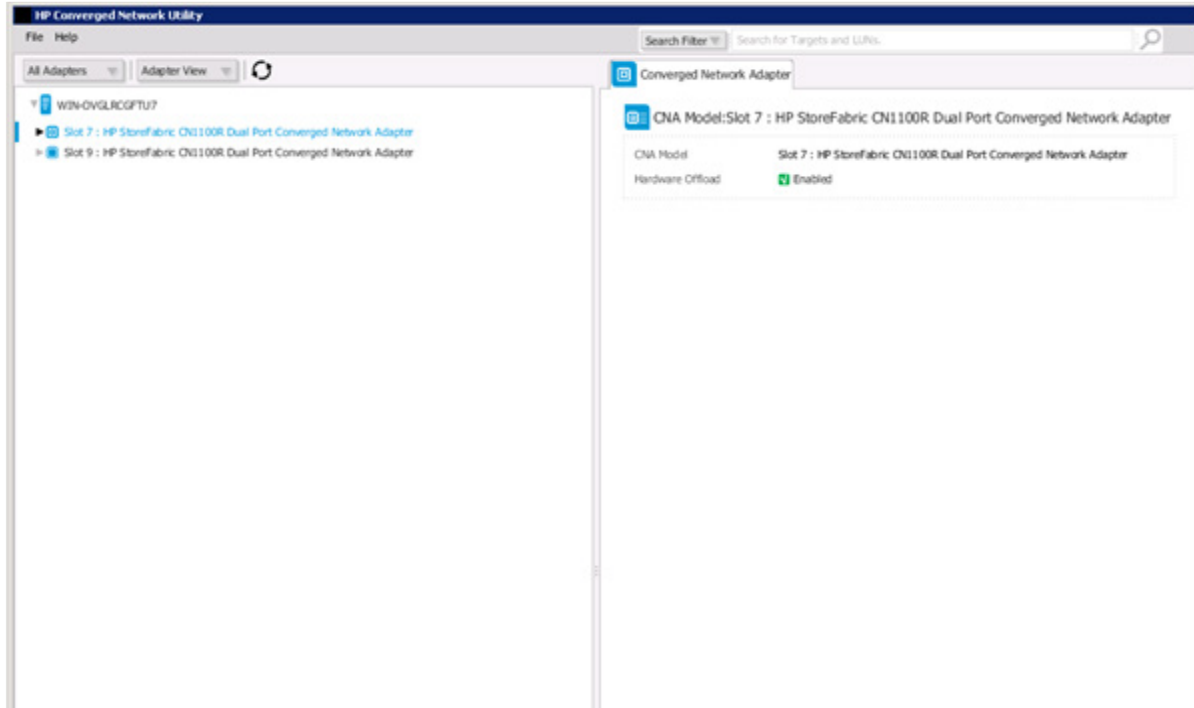 HP Converged Network Utility
File Help
Search Filter
Search for Targets and LUNs.
All Adapters
Adapter View
Converged Network Adapter
WIN-OVGLRCGFTU7
Slot 7 : HP StoreFabric CN1100R Dual Port Converged Network Adapter
Slot 9 : HP StoreFabric CN1100R Dual Port Converged Network Adapter
CNA Model:Slot 7 : HP StoreFabric CN1100R Dual Port Converged Network Adapter
CNA Model Slot 7 : HP StoreFabric CN1100R Dual Port Converged Network Adapter
Hardware Offload Enabled